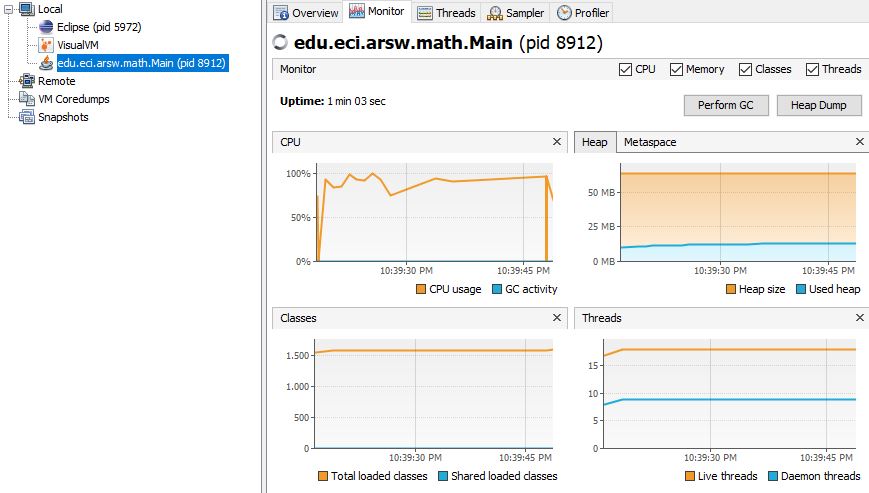 Local
Eclipse (pid 5972)
VisualVM
edu.eci.arsw.math.Main (pid 8912)
Remote
VM Coredumps
Snapshots
Overview Monitor Threads Sampler Profiler
edu.eci.arsw.math.Main (pid 8912)
Monitor CPU Memory Classes Threads
Uptime: 1 min 03 sec
Perform GC Heap Dump
CPU
100%
50%
0%
10:39:30 PM 10:39:45 PM
CPU usage GC activity
Heap Metaspace
50 MB
25 MB
0 MB
10:39:30 PM 10:39:45 PM
Heap size Used heap
Classes
1.500
1.000
500
0
10:39:30 PM 10:39:45 PM
Total loaded classes Shared loaded classes
Threads
15
10
5
0
10:39:30 PM 10:39:45 PM
Live threads Daemon threads